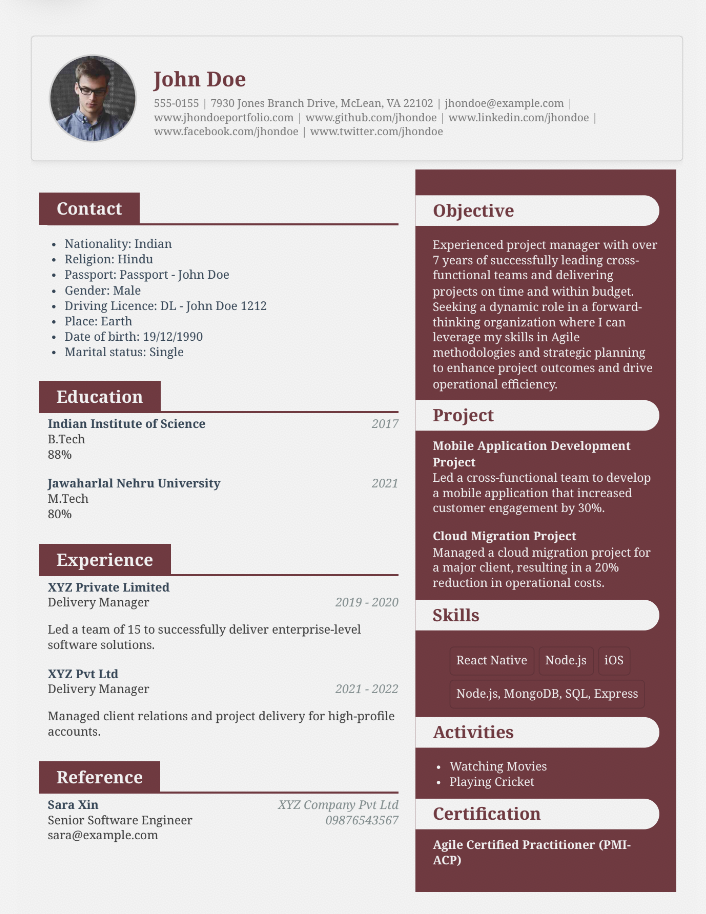 John Doe
555-0155 | 7930 Jones Branch Drive, McLean, VA 22102 | jhondoe@example.com |
www.jhondoeportfolio.com | www.github.com/jhondoe | www.linkedin.com/jhondoe |
www.facebook.com/jhondoe | www.twitter.com/jhondoe
Contact
• Nationality: Indian
• Religion: Hindu
• Passport: Passport - John Doe
• Gender: Male
• Driving Licence: DL - John Doe 1212
• Place: Earth
• Date of birth: 19/12/1990
• Marital status: Single
Education
Indian Institute of Science 2017
B.Tech
88%
Jawaharlal Nehru University 2021
M.Tech
80%
Experience
XYZ Private Limited
Delivery Manager 2019 - 2020
Led a team of 15 to successfully deliver enterprise-level
software solutions.
XYZ Pvt Ltd
Delivery Manager 2021 - 2022
Managed client relations and project delivery for high-profile
accounts.
Reference
Sara Xin XYZ Company Pvt Ltd
Senior Software Engineer 09876543567
sara@example.com
Objective
Experienced project manager with over
7 years of successfully leading cross-
functional teams and delivering
projects on time and within budget.
Seeking a dynamic role in a forward-
thinking organization where I can
leverage my skills in Agile
methodologies and strategic planning
to enhance project outcomes and drive
operational efficiency.
Project
Mobile Application Development
Project
Led a cross-functional team to develop
a mobile application that increased
customer engagement by 30%.
Cloud Migration Project
Managed a cloud migration project for
a major client, resulting in a 20%
reduction in operational costs.
Skills
React Native Node.js iOS
Node.js, MongoDB, SQL, Express
Activities
• Watching Movies
• Playing Cricket
Certification
Agile Certified Practitioner (PMI-
ACP)